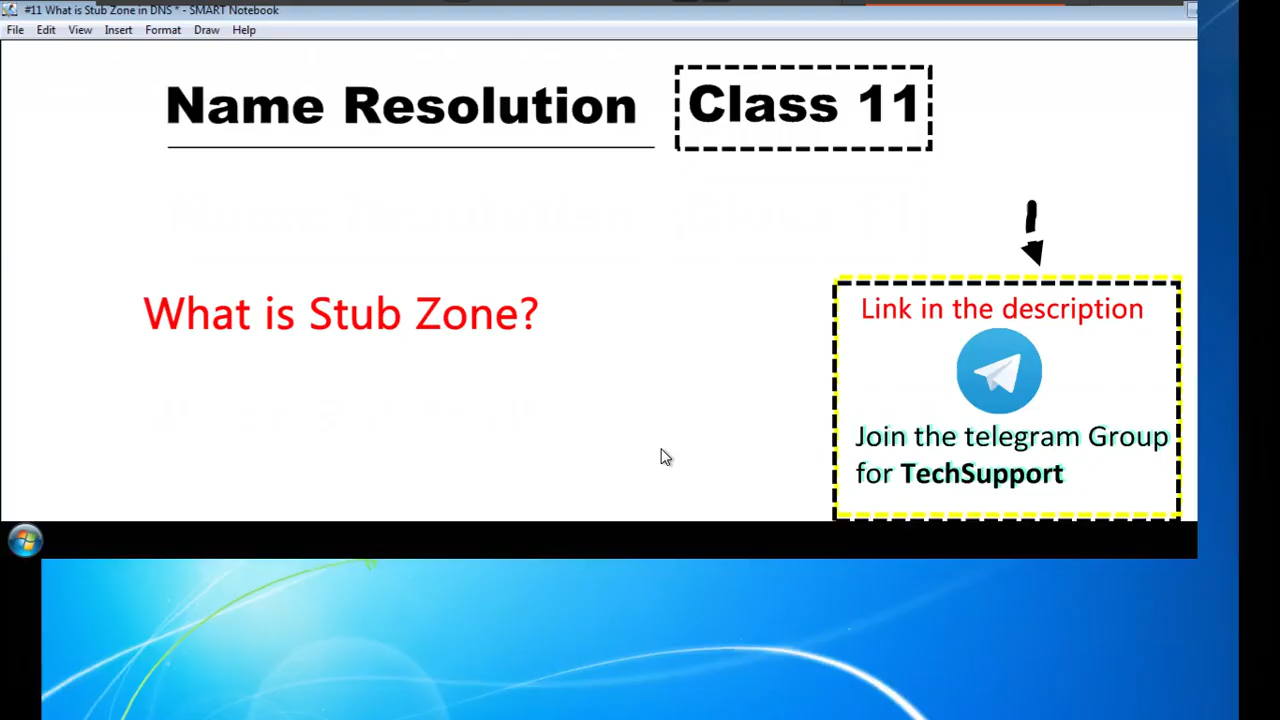 #11 What is Stub Zone in DNS * - SMART Notebook
File Edit View Insert Format Draw Help
Name Resolution Class 11
What is Stub Zone?
Link in the description
Join the telegram Group
for TechSupport